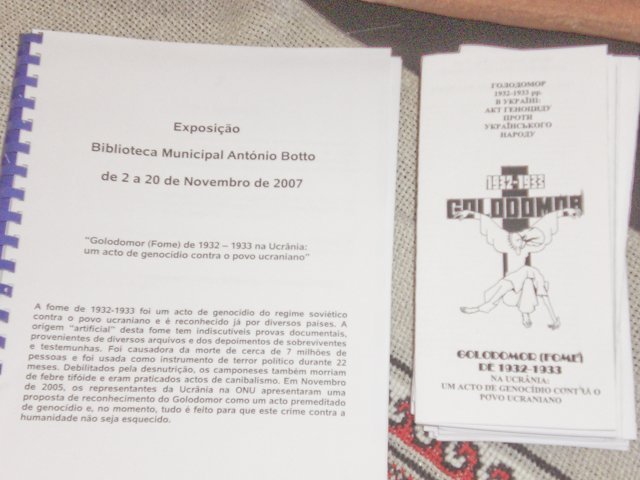 Exposição
Biblioteca Municipal António Botto
de 2 a 20 de Novembro de 2007
"Golodomor (Fome) de 1932 – 1933 na Ucrânia:
um acto de genocídio contra o povo ucraniano"
A fome de 1932-1933 foi um acto de genocídio do regime soviético
contra o povo ucraniano e é reconhecido já por diversos países. A
origem "artificial" desta fome tem indiscutíveis provas documentais,
provenientes de diversos arquivos e dos depoimentos de sobreviventes
e testemunhas. Foi causadora da morte de cerca de 7 milhões de
pessoas e foi usada como instrumento de terror político durante 22
meses. Debilitados pela desnutrição, os camponeses também morriam
de febre tifóide e eram praticados actos de canibalismo. Em Novembro
de 2005, os representantes da Ucrânia na ONU apresentaram uma
proposta de reconhecimento do Golodomor como um acto premeditado
de genocídio e, no momento, tudo é feito para que este crime contra a
humanidade não seja esquecido.
ГОЛОДОМОР
1932-1933 рр.
В УКРАЇНІ:
АКТ ГЕНОЦИДУ
ПРОТИ
УКРАЇНСЬКОГО
НАРОДУ
1932-1933
GOLODOMOR
GOLODOMOR (FOME)
DE 1932-1933
NA UCRÂNIA:
UM ACTO DE GENOCÍDIO CONTRA O
POVO UCRANIANO